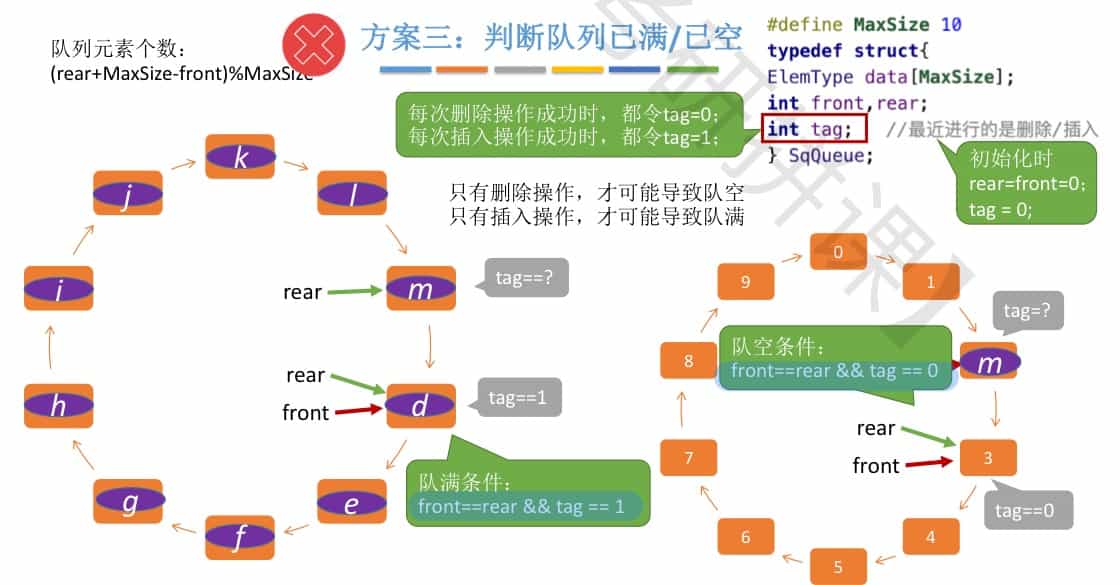 方案三：判断队列已满/已空
队列元素个数：
(rear+MaxSize-front)%MaxSize
#define MaxSize 10
typedef struct{
ElemType data[MaxSize];
int front,rear;
int tag; //最近进行的是删除/插入
} SqQueue;
每次删除操作成功时，都令tag=0；
每次插入操作成功时，都令tag=1；
初始化时
rear=front=0；
tag = 0;
只有删除操作，才可能导致队空
只有插入操作，才可能导致队满
k
j
l
i
rear
m
tag==?
h
rear
front
d
tag==1
g
e
f
队满条件：
front==rear && tag == 1
0
9
1
tag=?
8
队空条件：
front==rear && tag == 0
m
7
rear
front
3
tag==0
6
4
5
研讲课】